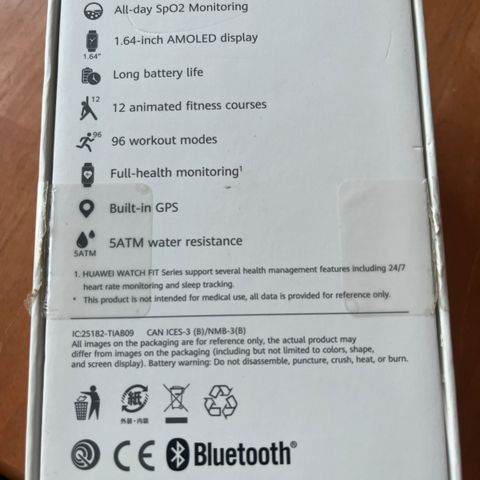 All-day SpO2 Monitoring
1.64-inch AMOLED display
1.64"
Long battery life
12
12 animated fitness courses
96
96 workout modes
Full-health monitoring¹
Built-in GPS
5ATM water resistance
5ATM
1. HUAWEI WATCH FIT Series support several health management features including 24/7
heart rate monitoring and sleep tracking.
* This product is not intended for medical use, all data is provided for reference only.
IC:25182-TIAB09 CAN ICES-3 (B)/NMB-3(B)
All images on the packaging are for reference only, the actual product may
differ from images on the packaging (including but not limited to colors, shape,
and screen display). Battery warning: Do not disassemble, puncture, crush, heat, or burn.
紙
外装・内装
CE Bluetooth®